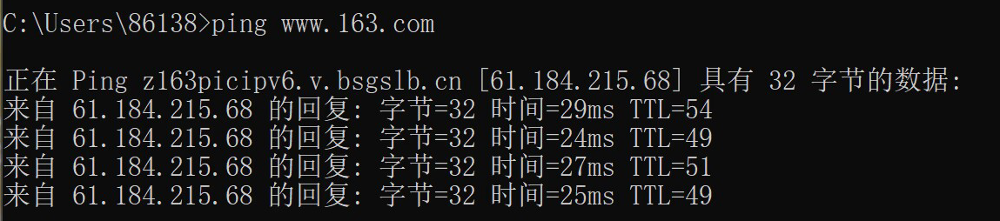 C:\Users\86138>ping www.163.com
正在 Ping z163picipv6.v.bsgslb.cn [61.184.215.68] 具有 32 字节的数据:
来自 61.184.215.68 的回复: 字节=32 时间=29ms TTL=54
来自 61.184.215.68 的回复: 字节=32 时间=24ms TTL=49
来自 61.184.215.68 的回复: 字节=32 时间=27ms TTL=51
来自 61.184.215.68 的回复: 字节=32 时间=25ms TTL=49